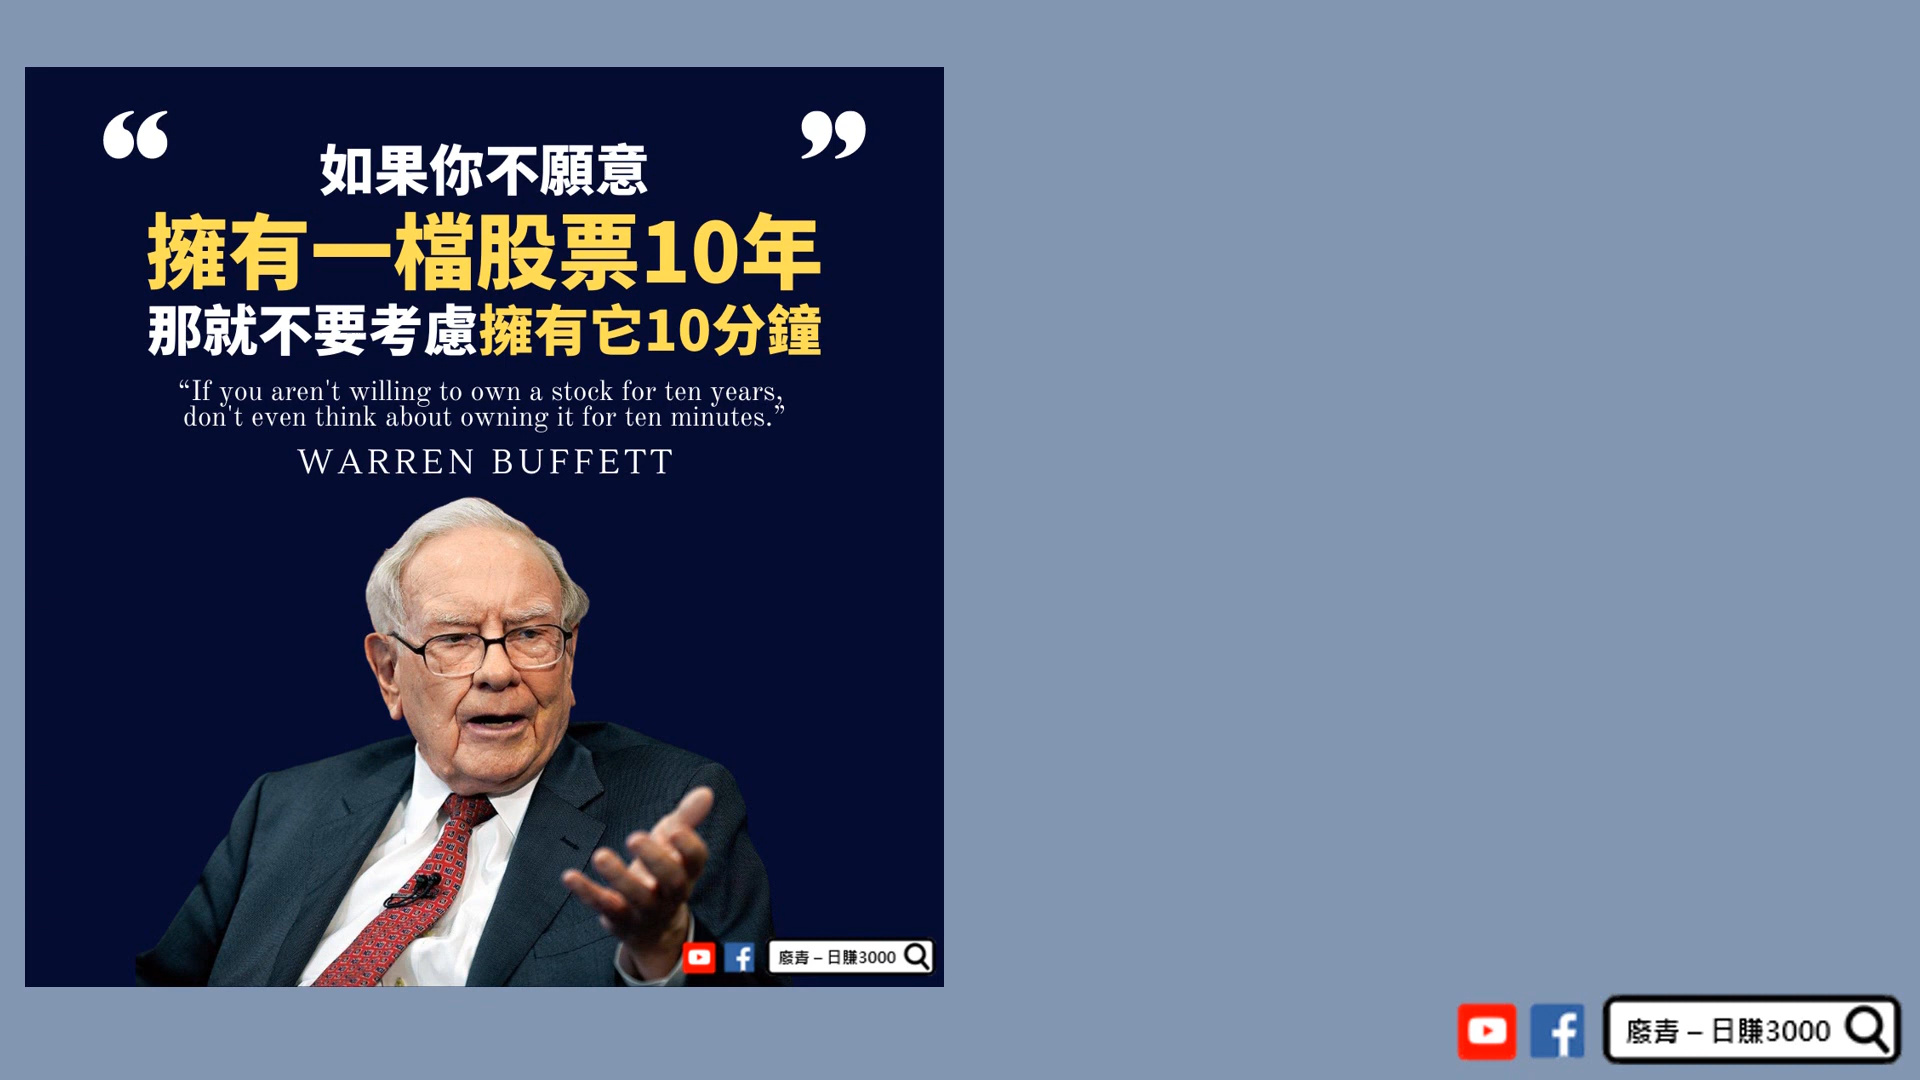 “ ”
如果你不願意
擁有一檔股票10年
那就不要考慮擁有它10分鐘
“If you aren't willing to own a stock for ten years,
don't even think about owning it for ten minutes.”
WARREN BUFFETT
廢青 – 日賺3000
廢青 – 日賺3000